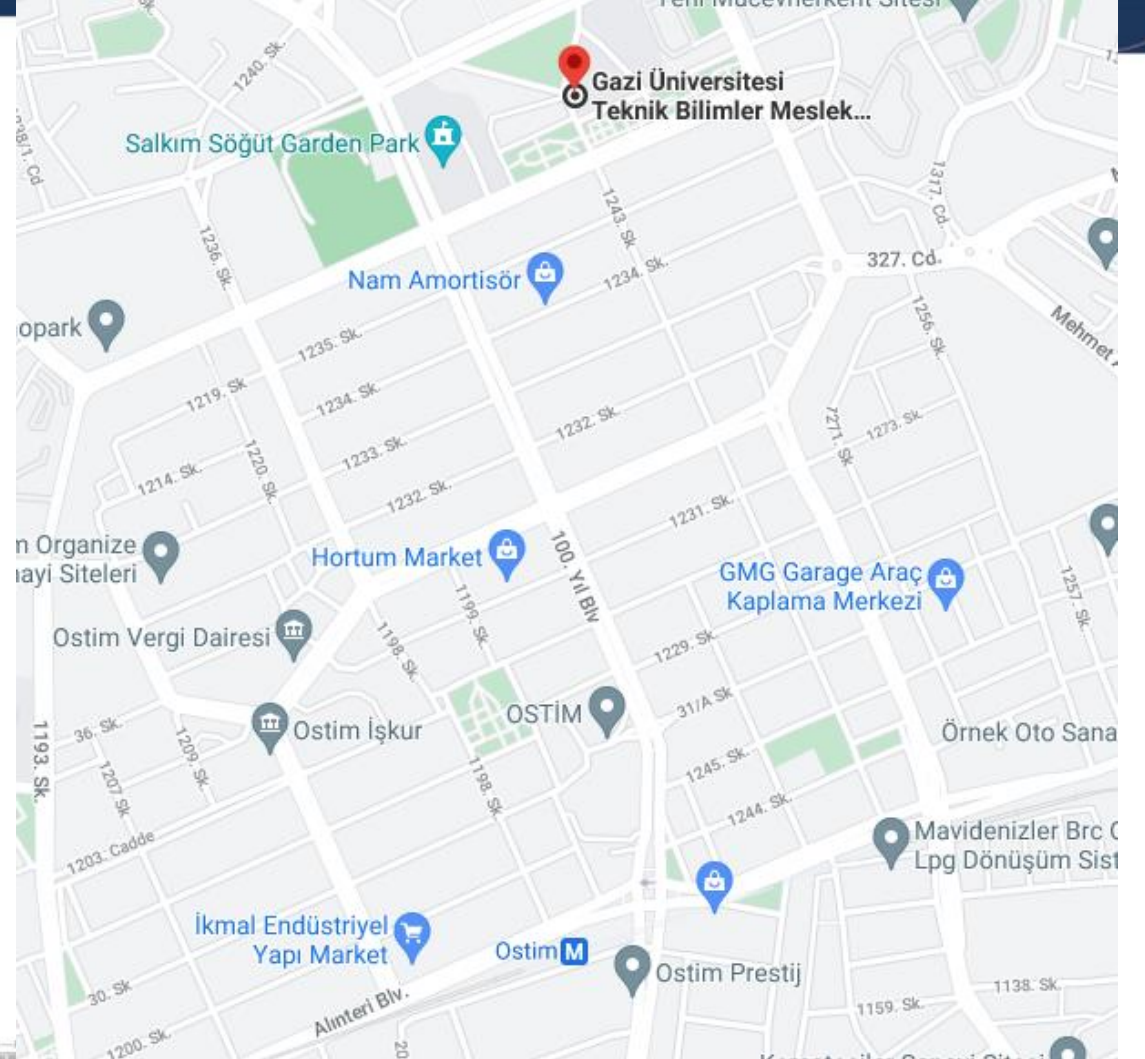 Yeni Mücevherkent Sitesi
1240. Sk.
Gazi Üniversitesi
Teknik Bilimler Meslek...
Salkım Söğüt Garden Park
1317. Cd.
1236. Sk.
1243. Sk.
327. Cd.
Nam Amortisör
1234. Sk.
opark
1256. Sk.
Mehmet A
1235. Sk.
1219. Sk
1234. Sk.
1232. Sk.
1271. Sk
1273. Sk.
1233. Sk.
1220. Sk.
1214. Sk.
1232. Sk.
1231. Sk.
n Organize
nayi Siteleri
Hortum Market
100. Yıl Blv
GMG Garage Araç
Kaplama Merkezi
1257. Sk.
1199. Sk.
Ostim Vergi Dairesi
1198. Sk.
1229. Sk.
31/A Sk
OSTİM
Ostim İşkur
36. Sk.
Örnek Oto Sana
1193. Sk.
1209. Sk.
1207 Sk
1245. Sk.
1198. Sk.
1244. Sk.
1203. Cadde
Mavidenizler Brc
Lpg Dönüşüm Sist
İkmal Endüstriyel
Yapı Market
Ostim M
Ostim Prestij
30. Sk
1138. Sk.
1159. Sk.
Alınteri Blv.
1200. Sk.
20